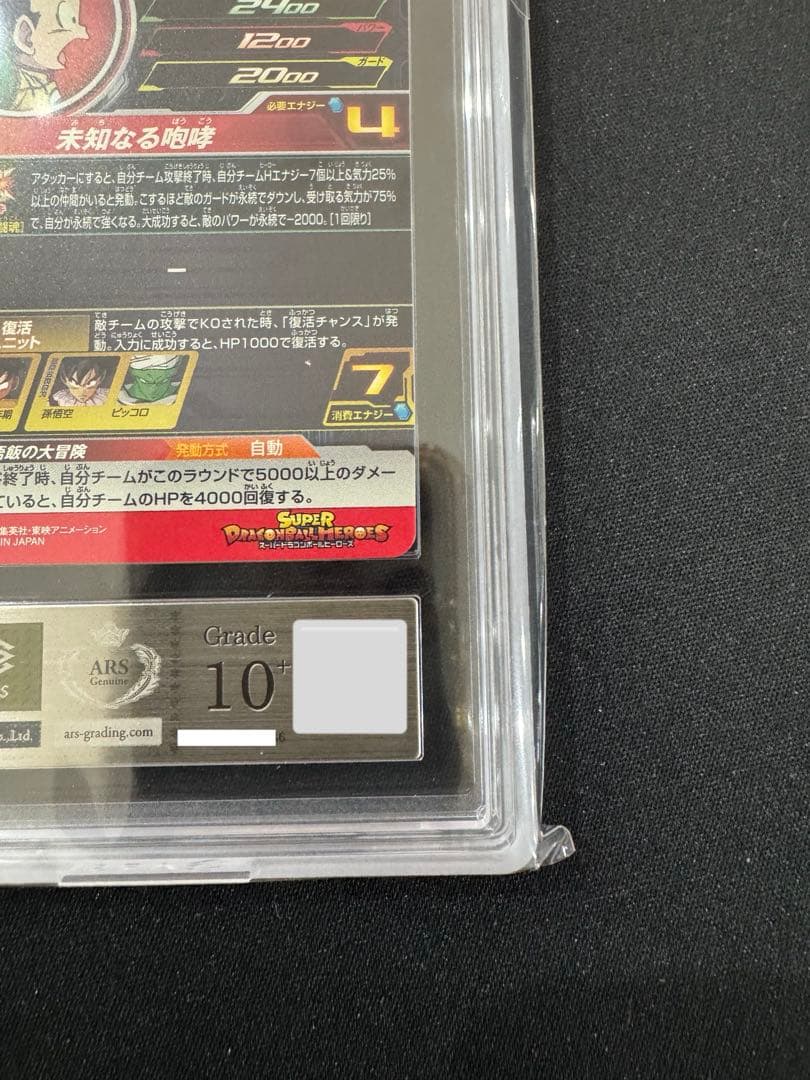 2400
パワー
1200
ガード
2000
必要エナジー 4
未知なる咆哮
アタッカーにすると、自分チーム攻撃終了時、自分チームHエナジー7個以上&気力25%
以上の仲間がいると発動。こするほど敵のガードが永続でダウンし、受け取る気力が75%
で、自分が永続で強くなる。大成功すると、敵のパワーが永続で-2000。[1回限り]
闘魂]
-
復活
ユニット
敵チームの攻撃でKOされた時、「復活チャンス」が発
動。入力に成功すると、HP1000で復活する。
年期
孫悟空
ピッコロ
7
消費エナジー
飯の大冒険
発動方式 自動
終了時、自分チームがこのラウンドで5000以上のダメー
ていると、自分チームのHPを4000回復する。
集英社・東映アニメーション
IN JAPAN
SUPER
DRAGONBALL HEROES
スーパードラゴンボールヒーローズ
ARS
Genuine
Grade
10+
S
o.,Ltd.
ars-grading.com
6